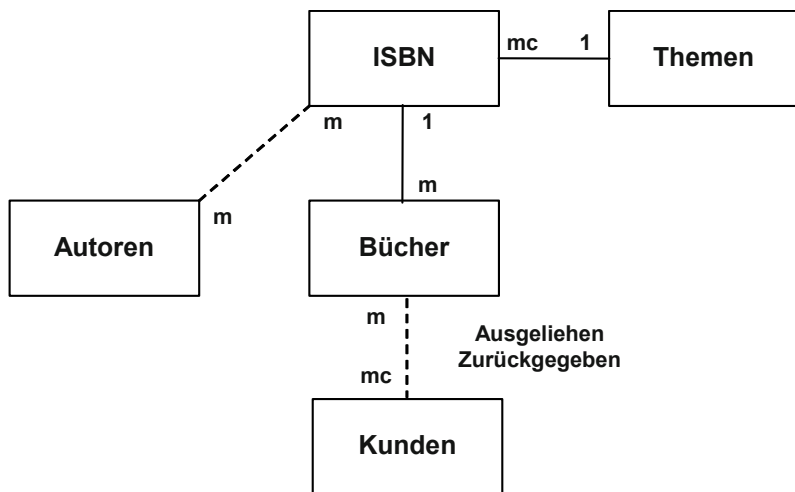 ISBN
mc 1
Themen
m 1
m
m
Autoren
Bücher
m
Ausgeliehen
Zurückgegeben
mc
Kunden